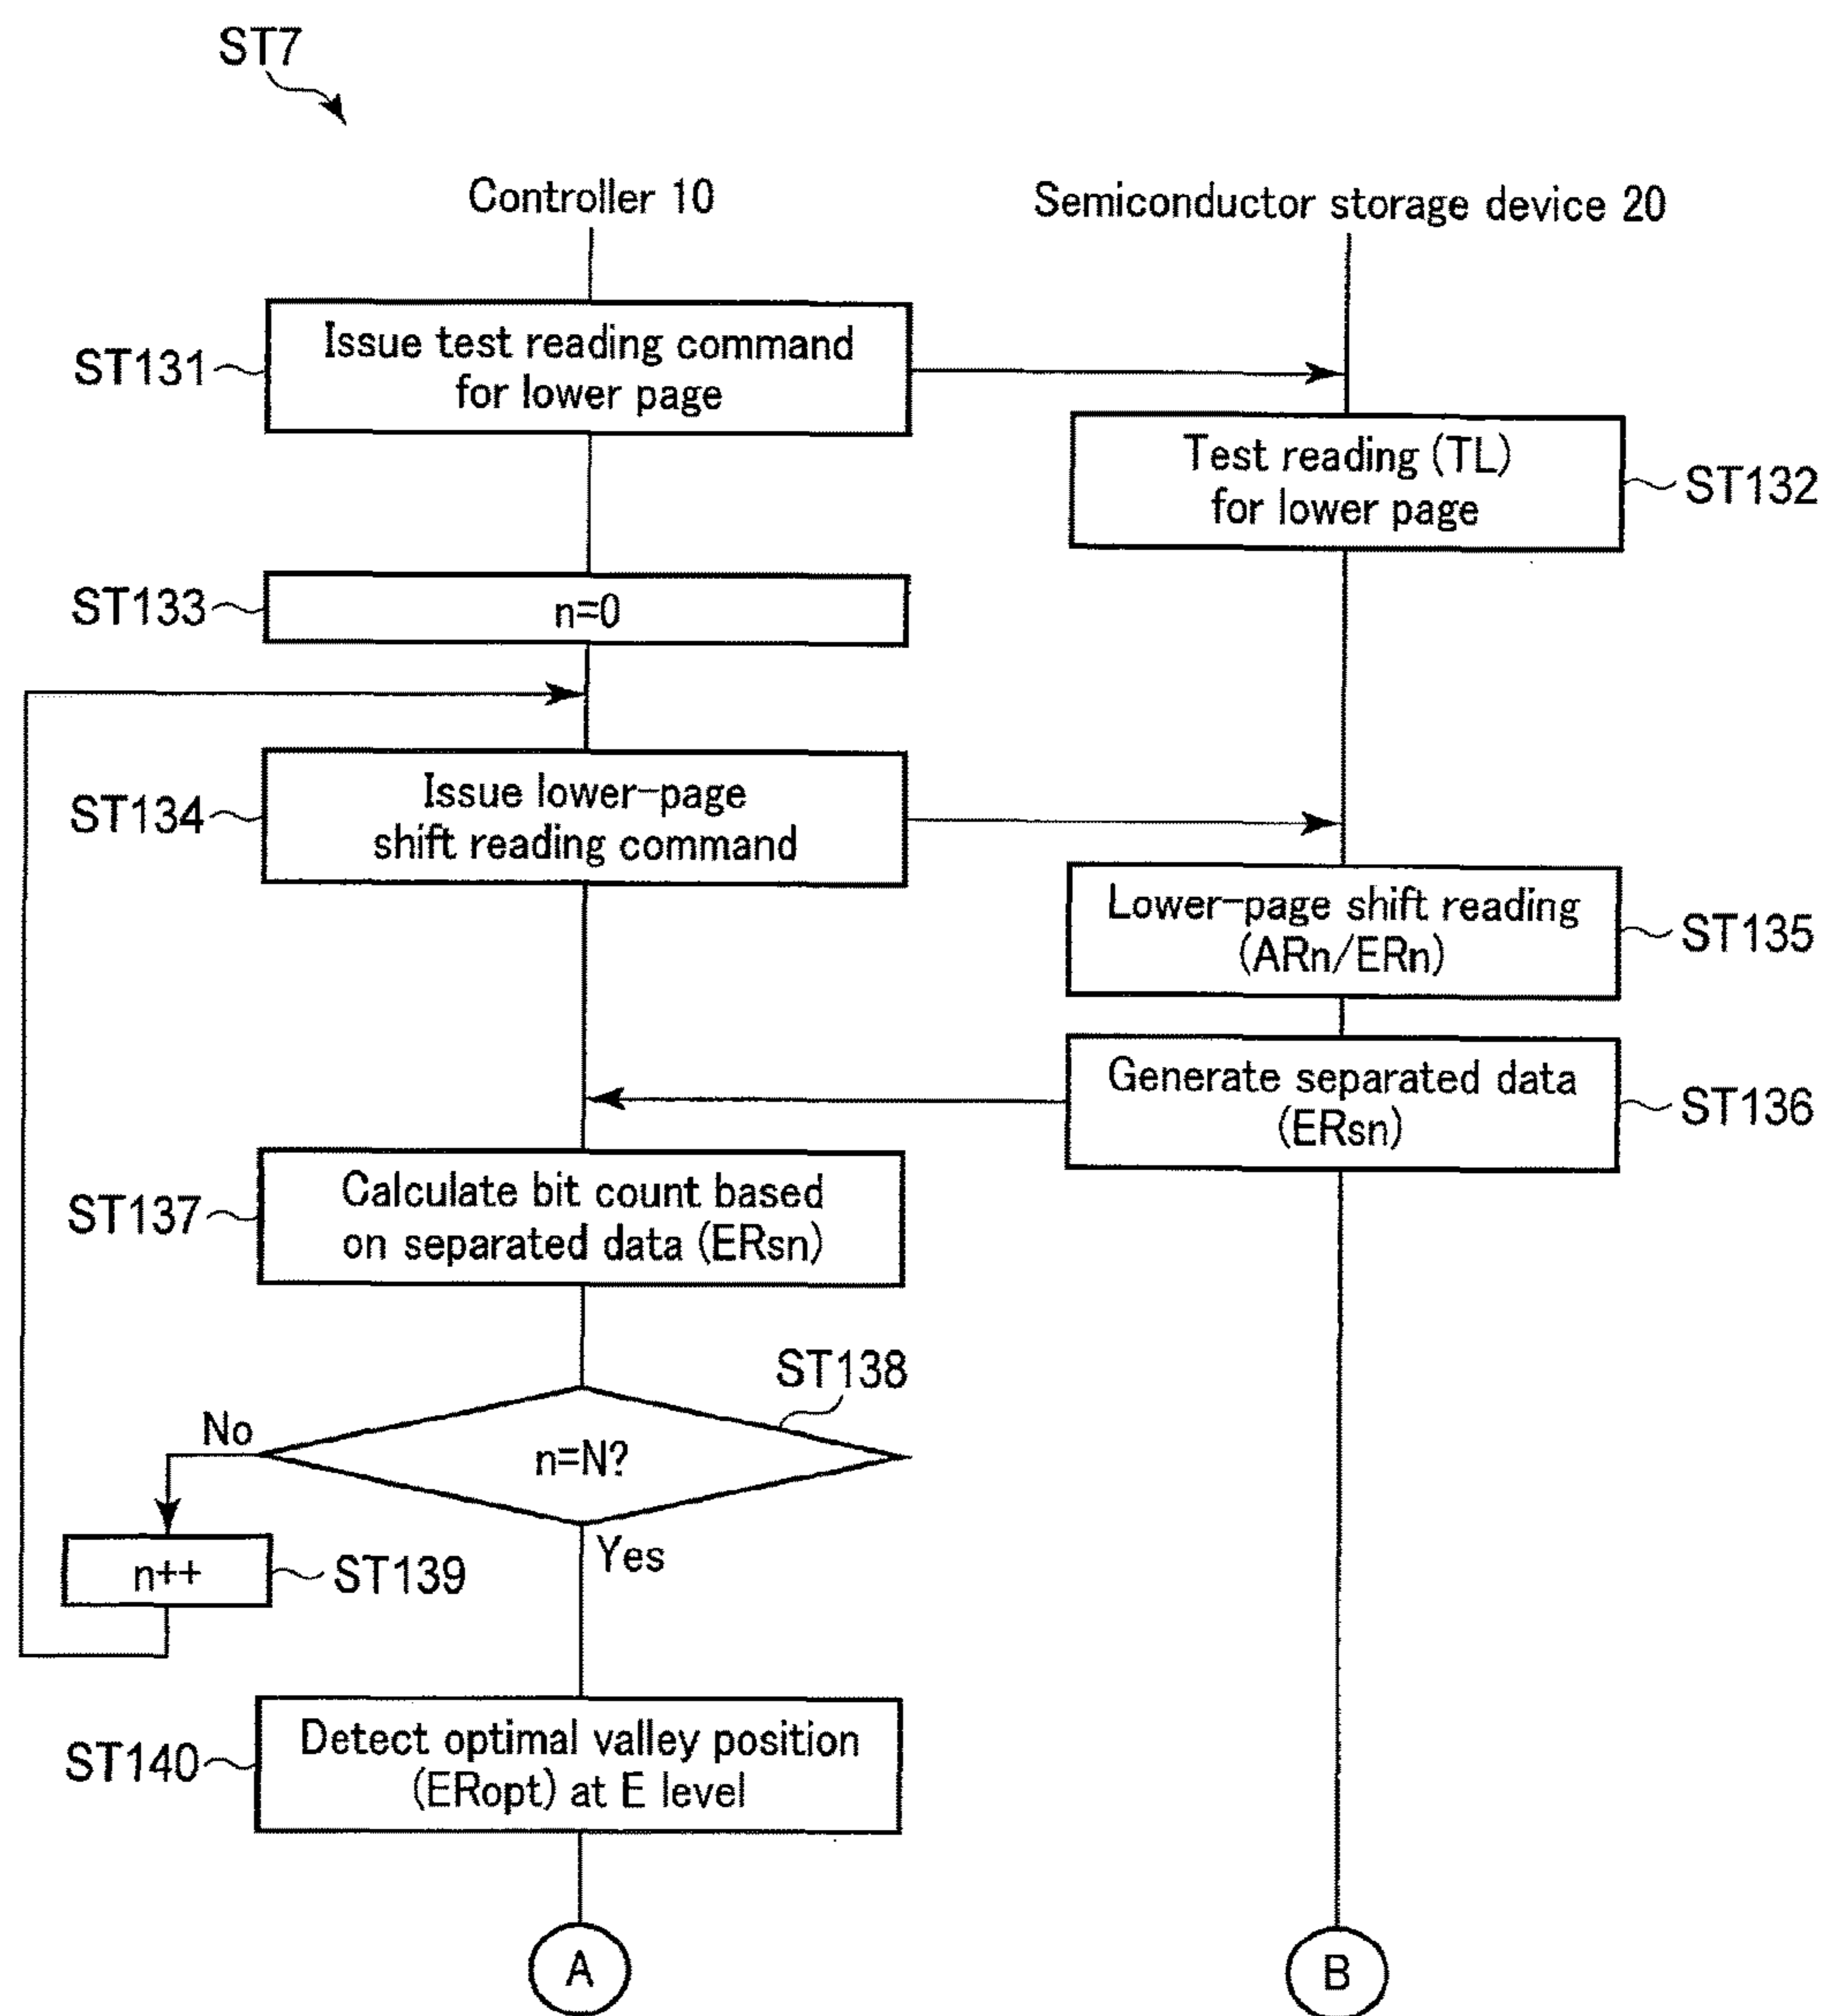 ST7
Controller 10
Semiconductor storage device 20
ST131
Issue test reading command
for lower page
Test reading (TL)
for lower page
ST132
ST133
n=0
ST134
Issue lower-page
shift reading command
Lower-page shift reading
(ARn/ERn)
ST135
Generate separated data
(ERsn)
ST136
ST137
Calculate bit count based
on separated data (ERsn)
ST138
No
n=N?
Yes
n++
ST139
ST140
Detect optimal valley position
(ERopt) at E level
A
B